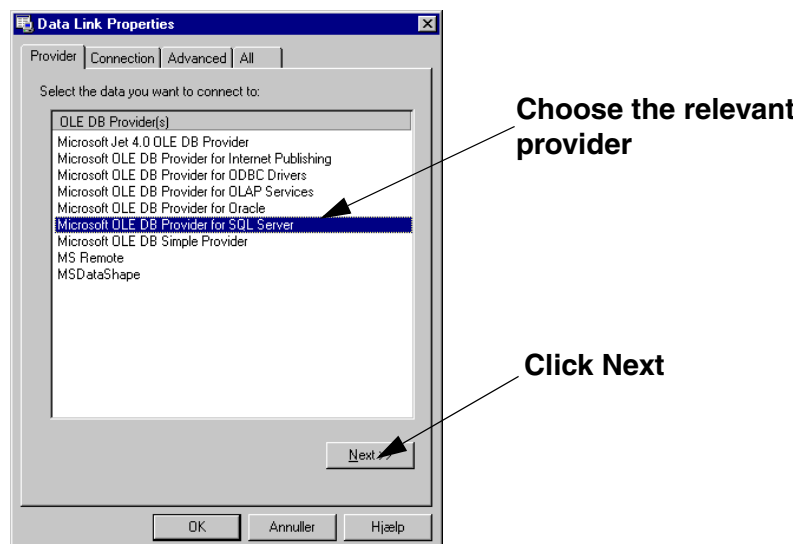 Data Link Properties
Provider Connection Advanced All
Select the data you want to connect to:
OLE DB Provider(s)
Microsoft Jet 4.0 OLE DB Provider
Microsoft OLE DB Provider for Internet Publishing
Microsoft OLE DB Provider for ODBC Drivers
Microsoft OLE DB Provider for OLAP Services
Microsoft OLE DB Provider for Oracle
Microsoft OLE DB Provider for SQL Server
Microsoft OLE DB Simple Provider
MS Remote
MSDataShape
Choose the relevant
provider
Click Next
Next >>
OK Annuller Hjælp